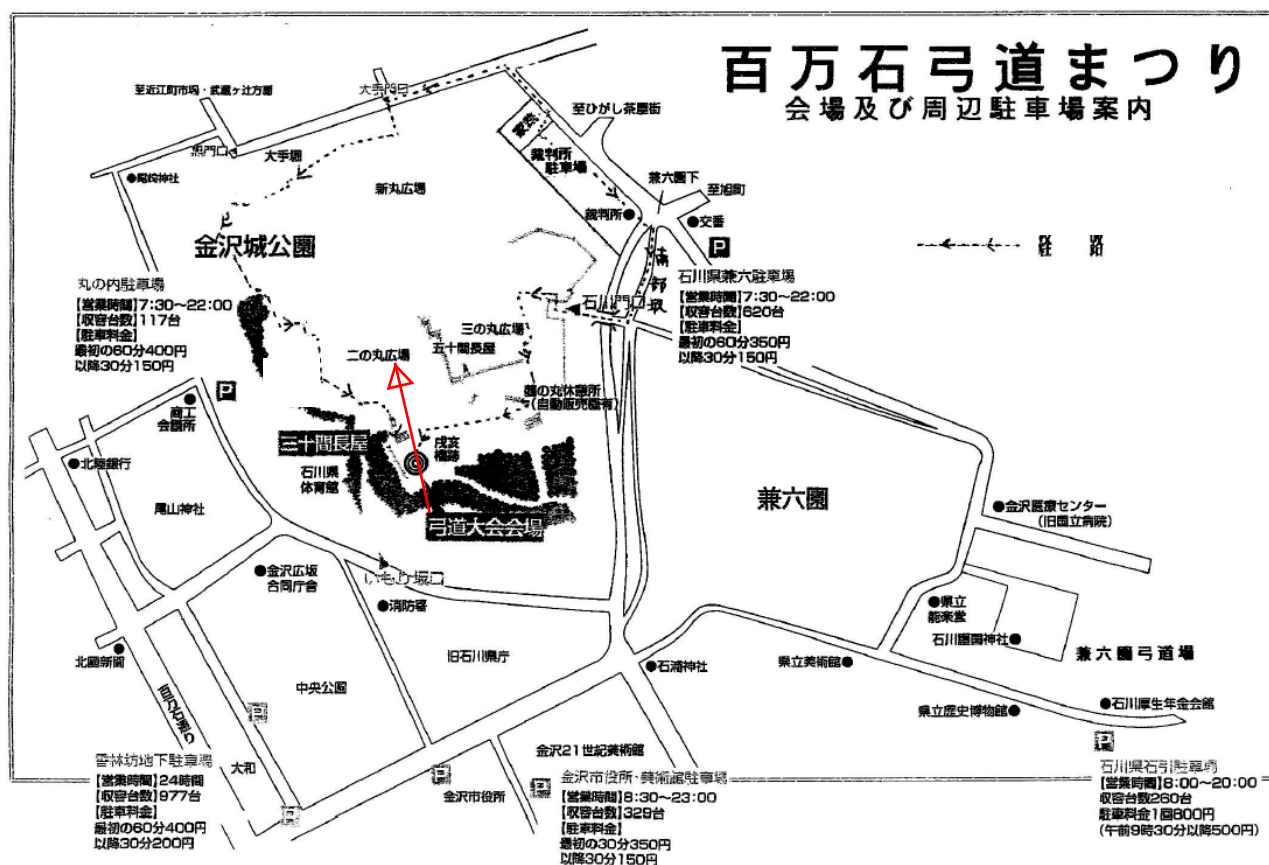 百万石弓道まつり
会場及び周辺駐車場案内
至近江町市場・武蔵ヶ辻方面
大手門口
至ひがし茶屋街
黒門口
大手堀
尾崎神社
新丸広場
裁判所
駐車場
兼六園下
至旭町
裁判所
交番
P
金沢城公園
丸の内駐車場
【営業時間】7:30～22:00
【収容台数】117台
【駐車料金】
最初の60分400円
以降30分150円
P
石川県兼六駐車場
【営業時間】7:30～22:00
【収容台数】620台
【駐車料金】
最初の60分350円
以降30分150円
石川門口
三の丸広場
五十間長屋
二の丸広場
鶴の丸休憩所
(自動販売機有)
商工
会議所
三十間長屋
戌亥
櫓跡
石川県
体育館
北陸銀行
尾山神社
弓道大会会場
兼六園
金沢医療センター
(旧国立病院)
いもり堀口
金沢広坂
合同庁舎
消防署
県立
能楽堂
石川護国神社
兼六園弓道場
北國新聞
旧石川県庁
石浦神社
県立美術館
中央公園
百万石通り
県立歴史博物館
石川厚生年金会館
P
香林坊地下駐車場
【営業時間】24時間
【収容台数】977台
【駐車料金】
最初の60分400円
以降30分200円
大和
P
P
金沢市役所
金沢21世紀美術館
P
金沢市役所・美術館駐車場
【営業時間】8:30～23:00
【収容台数】329台
【駐車料金】
最初の30分350円
以降30分150円
P
石川県石引駐車場
【営業時間】8:00～20:00
収容台数260台
駐車料金1回800円
(午前9時30分以降500円)